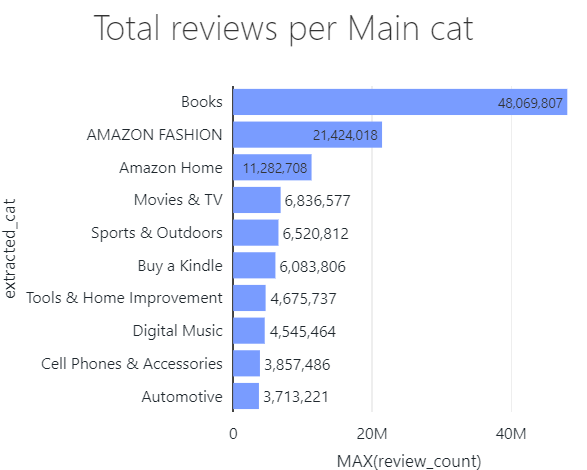 Total reviews per Main cat
extracted_cat
Books 48,069,807
AMAZON FASHION 21,424,018
Amazon Home 11,282,708
Movies & TV 6,836,577
Sports & Outdoors 6,520,812
Buy a Kindle 6,083,806
Tools & Home Improvement 4,675,737
Digital Music 4,545,464
Cell Phones & Accessories 3,857,486
Automotive 3,713,221
0 20M 40M
MAX(review_count)